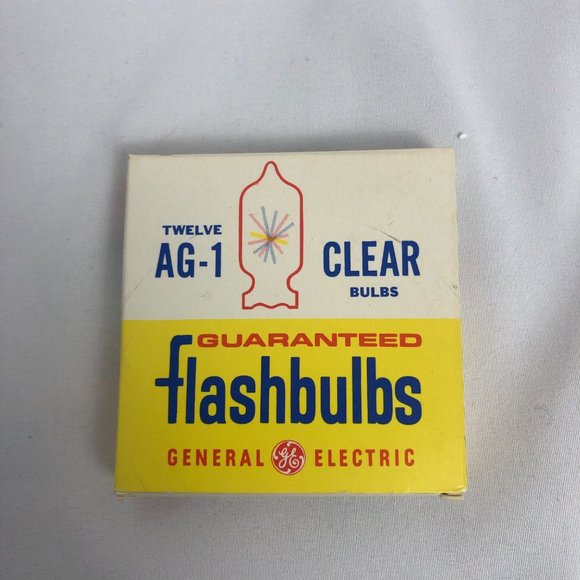 TWELVE
AG-1
CLEAR
BULBS
GUARANTEED
flashbulbs
GENERAL GE ELECTRIC